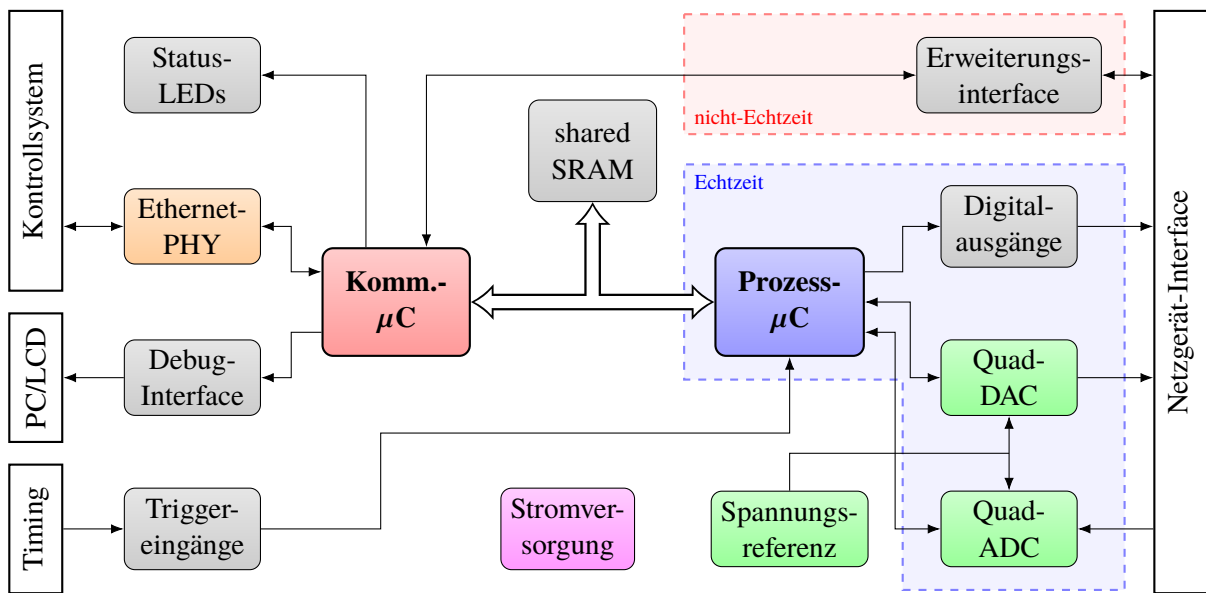 Kontrollsystem
PC/LCD
Timing
Status-
LEDs
Ethernet-
PHY
Debug-
Interface
Trigger-
eingänge
Komm.-
µC
shared
SRAM
Stromver-
sorgung
nicht-Echtzeit
Erweiterungs-
interface
Echtzeit
Prozess-
µC
Digital-
ausgänge
Quad-
DAC
Spannungs-
referenz
Quad-
ADC
Netzgerät-Interface